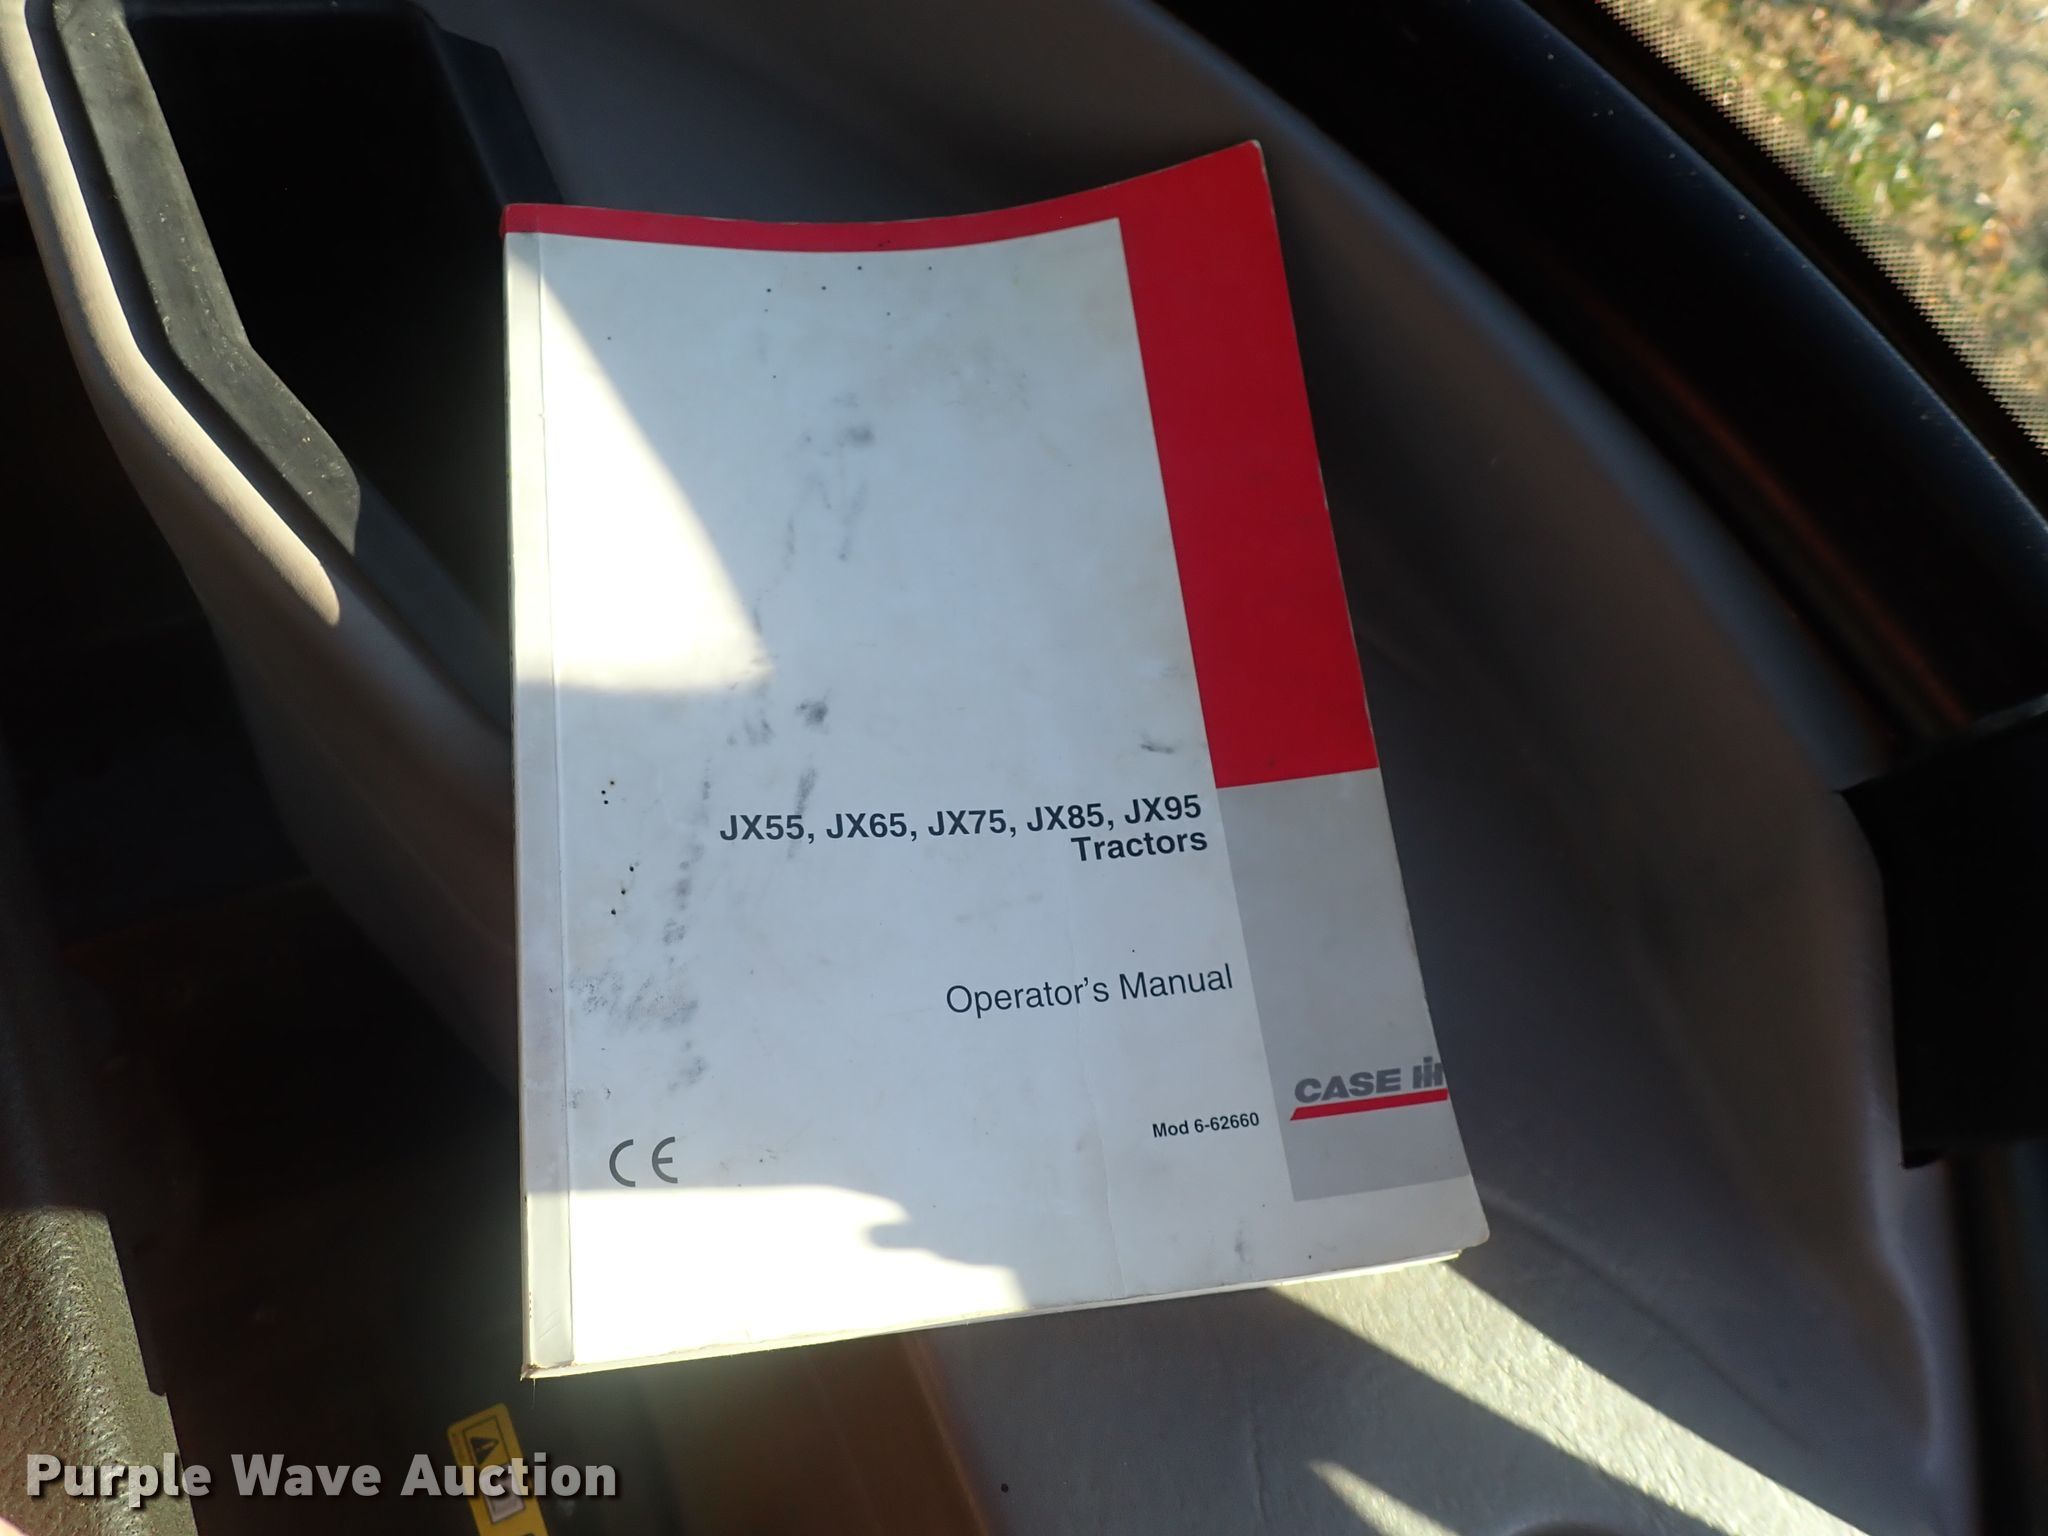 JX55, JX65, JX75, JX85, JX95
Tractors
Operator's Manual
CASE IH
Mod 6-62660
CE
Purple Wave Auction